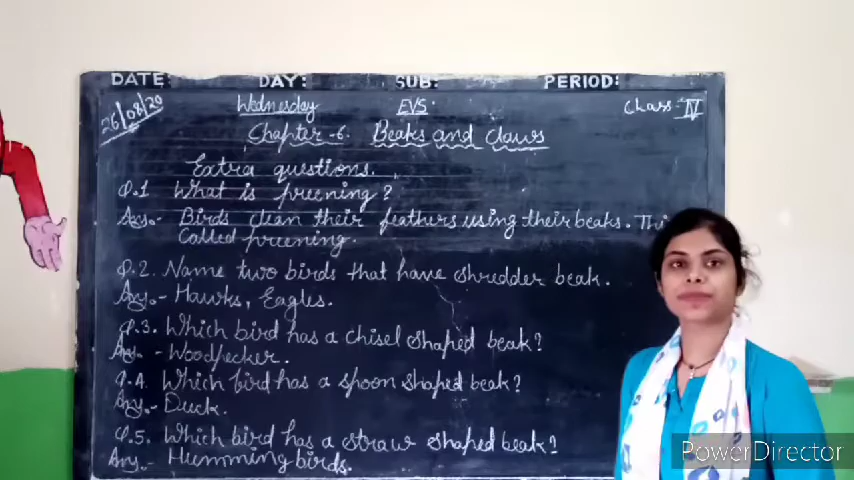 DATE: DAY: SUB: PERIOD:
26/08/20 Wednesday EVS. Class- IV
Chapter-6. Beaks and claws
Extra questions.
Q.1 What is preening?
Ans.- Birds clean their feathers using their beaks. Thi
Called preening.
Q.2. Name two birds that have shredder beak.
Ans.- Hawks, Eagles.
Q.3. Which bird has a chisel shaped beak?
Ans. - Woodpecker.
Q.4. Which bird has a spoon shaped beak?
Ans.- Duck.
Q.5. Which bird has a straw shaped beak?
Ans.- Humming birds.
PowerDirector